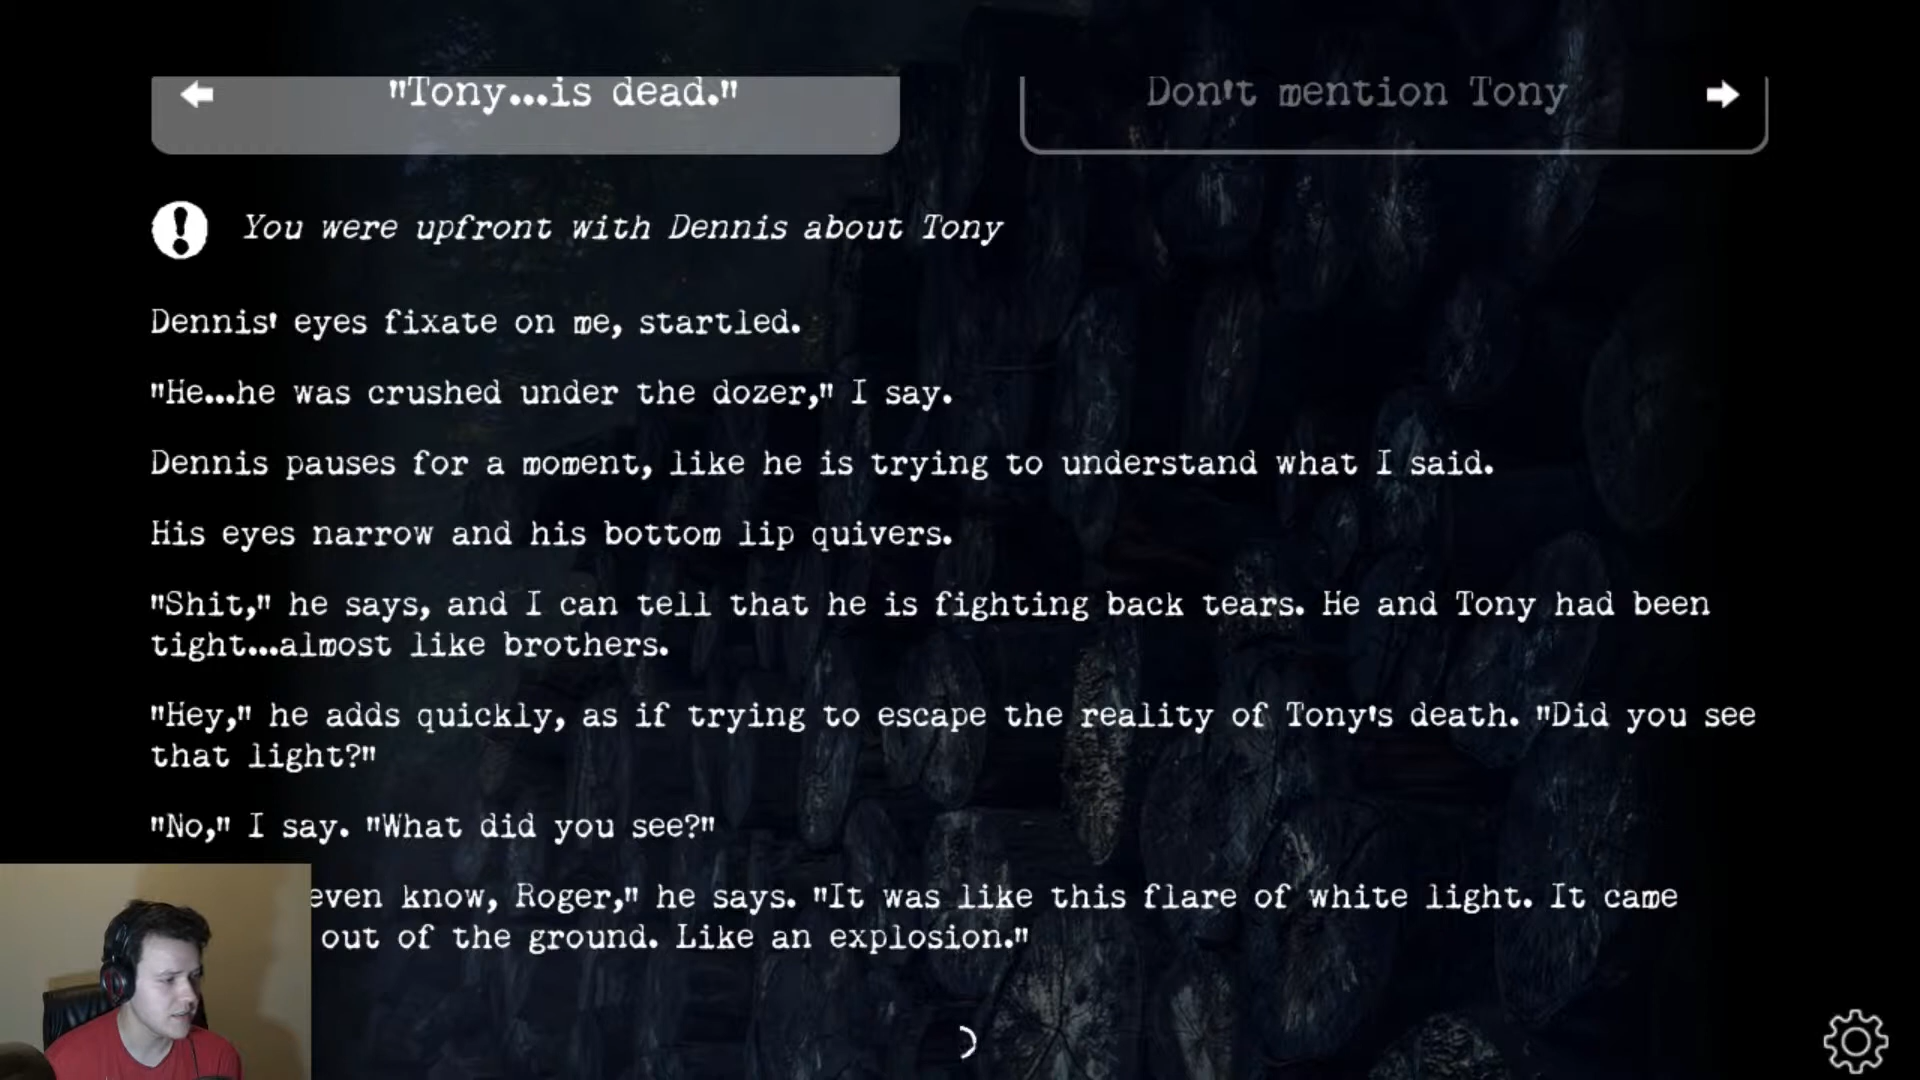 "Tony...is dead."
Don't mention Tony
You were upfront with Dennis about Tony
Dennis' eyes fixate on me, startled.
"He...he was crushed under the dozer," I say.
Dennis pauses for a moment, like he is trying to understand what I said.
His eyes narrow and his bottom lip quivers.
"Shit," he says, and I can tell that he is fighting back tears. He and Tony had been
tight...almost like brothers.
"Hey," he adds quickly, as if trying to escape the reality of Tony's death. "Did you see
that light?"
"No," I say. "What did you see?"
even know, Roger," he says. "It was like this flare of white light. It came
out of the ground. Like an explosion."